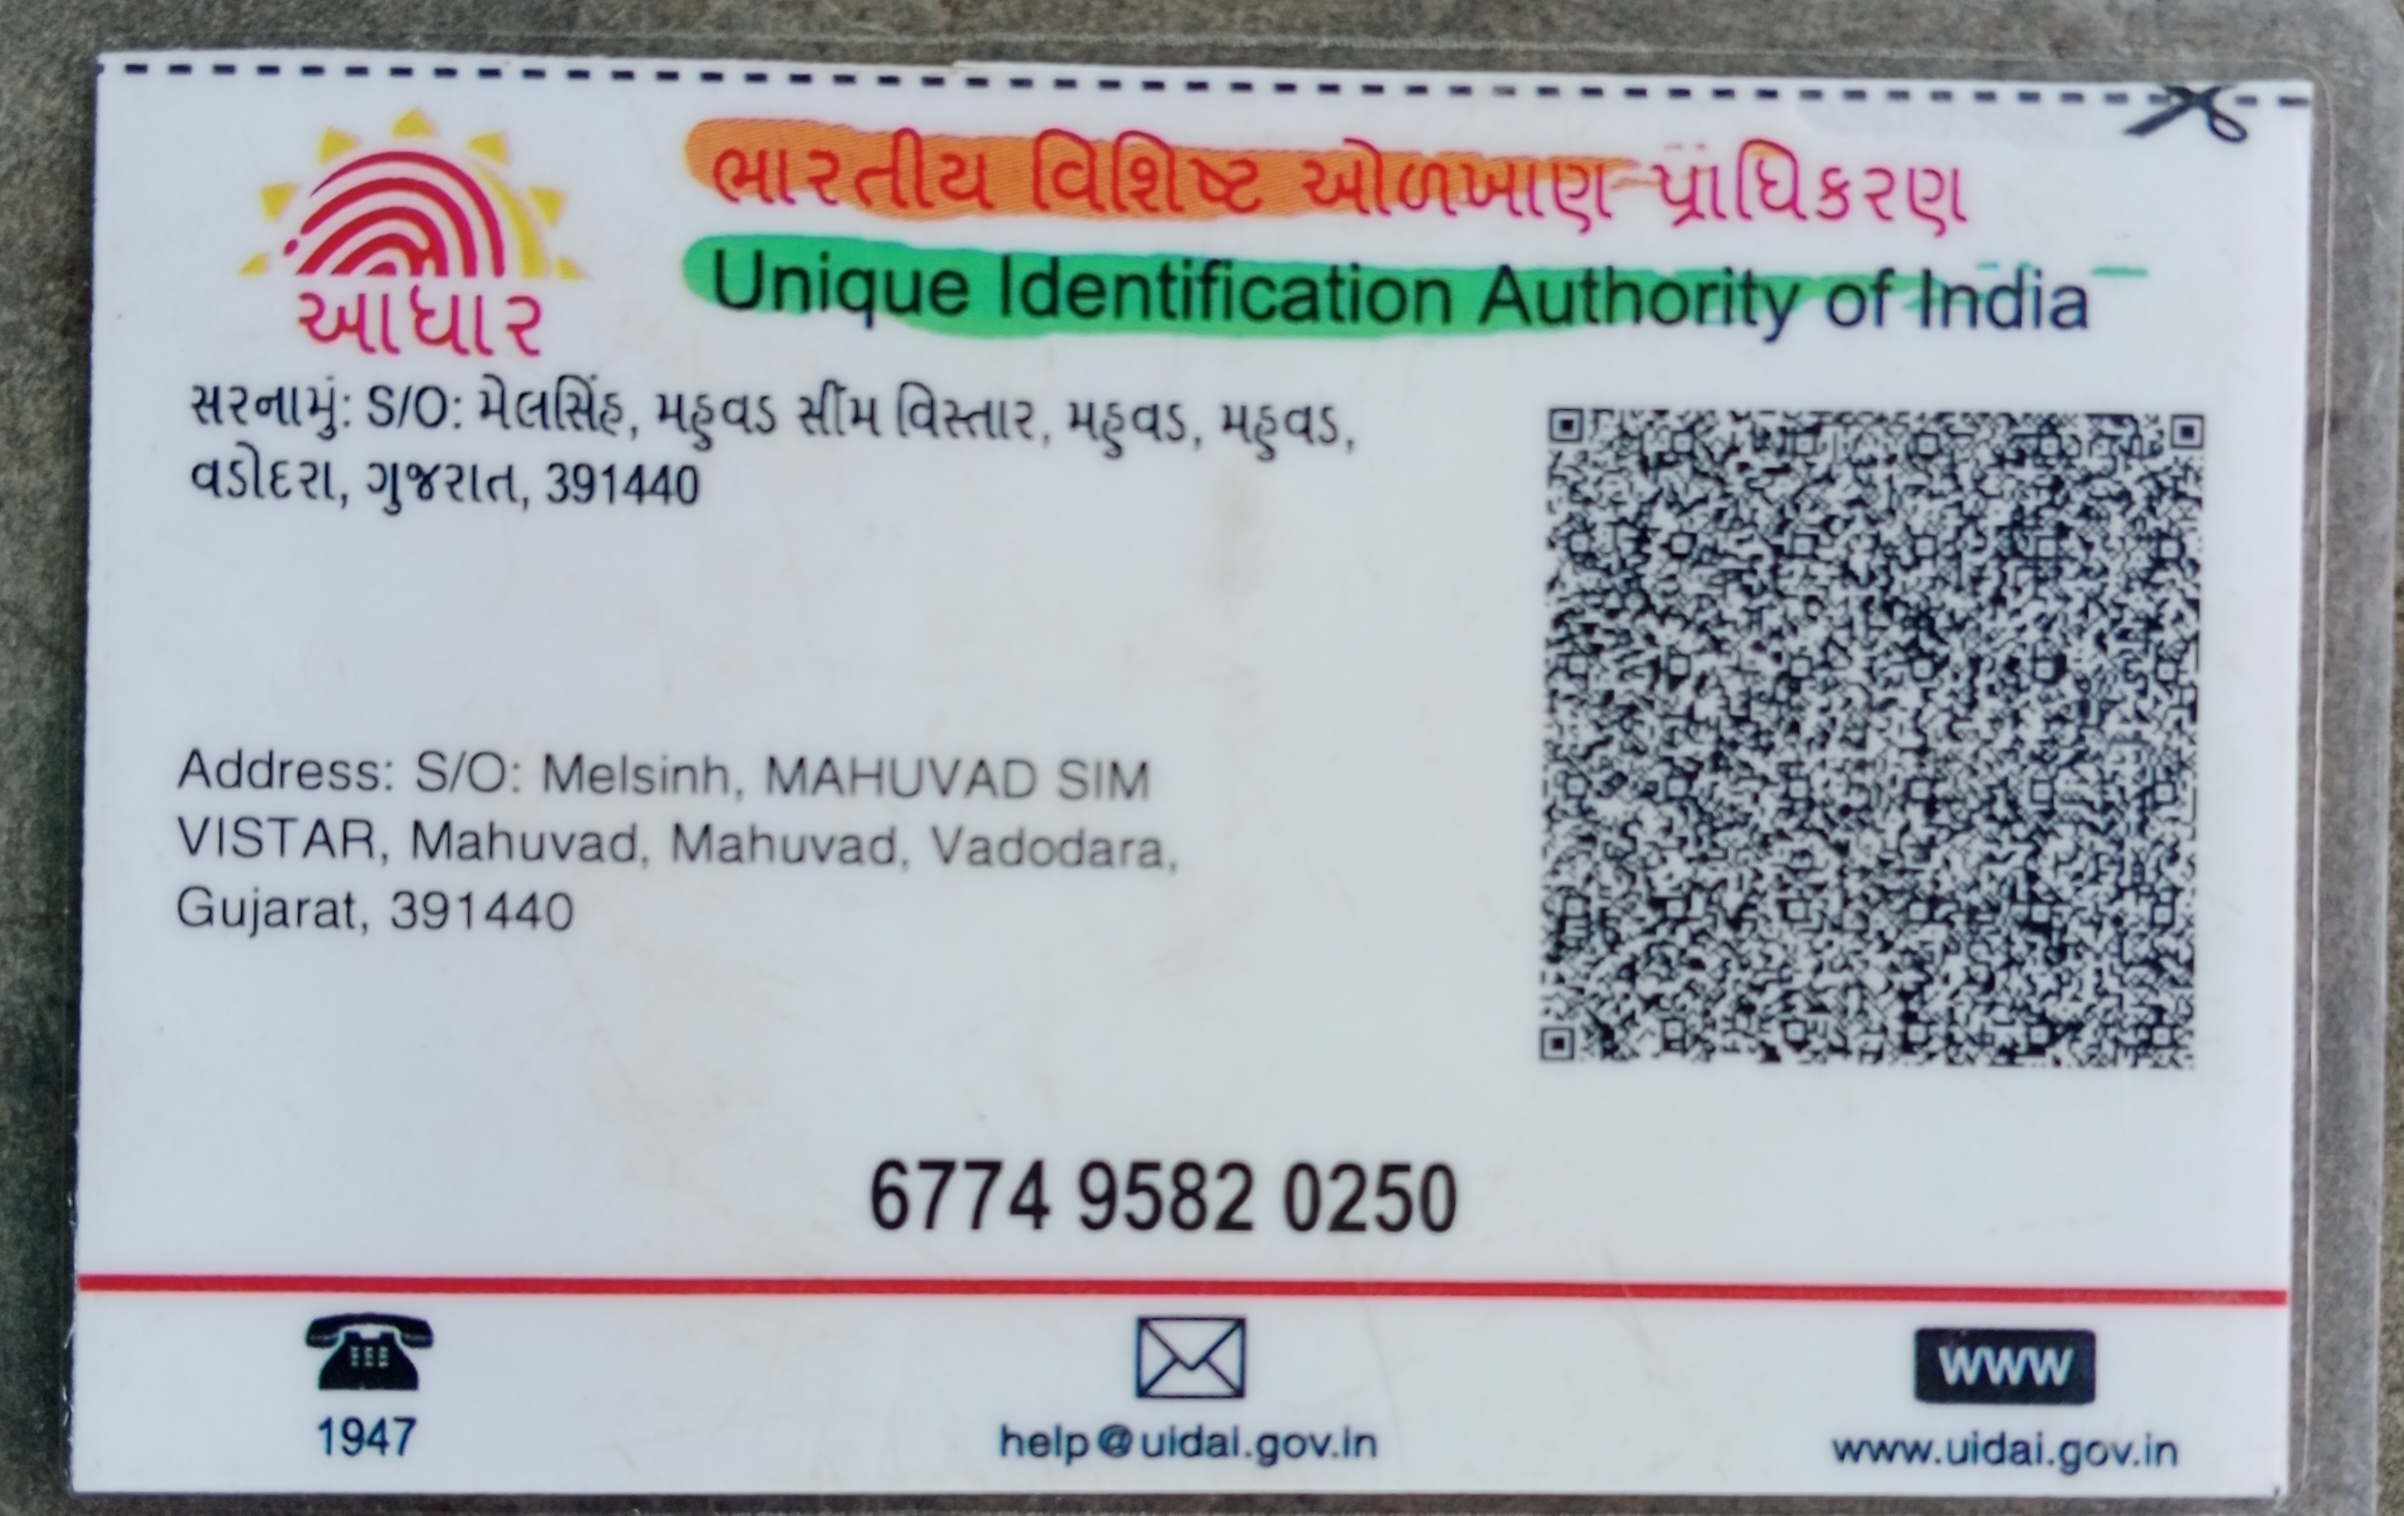 ભારતીય વિશિષ્ટ ઓળખાણ પ્રાધિકરણ
Unique Identification Authority of India
આધાર
સરનામું: S/O: મેલસિંહ, મહુવડ સીમ વિસ્તાર, મહુવડ, મહુવડ,
વડોદરા, ગુજરાત, 391440
Address: S/O: Melsinh, MAHUVAD SIM
VISTAR, Mahuvad, Mahuvad, Vadodara,
Gujarat, 391440
6774 9582 0250
1947
help@uidai.gov.in
WWW
www.uidai.gov.in